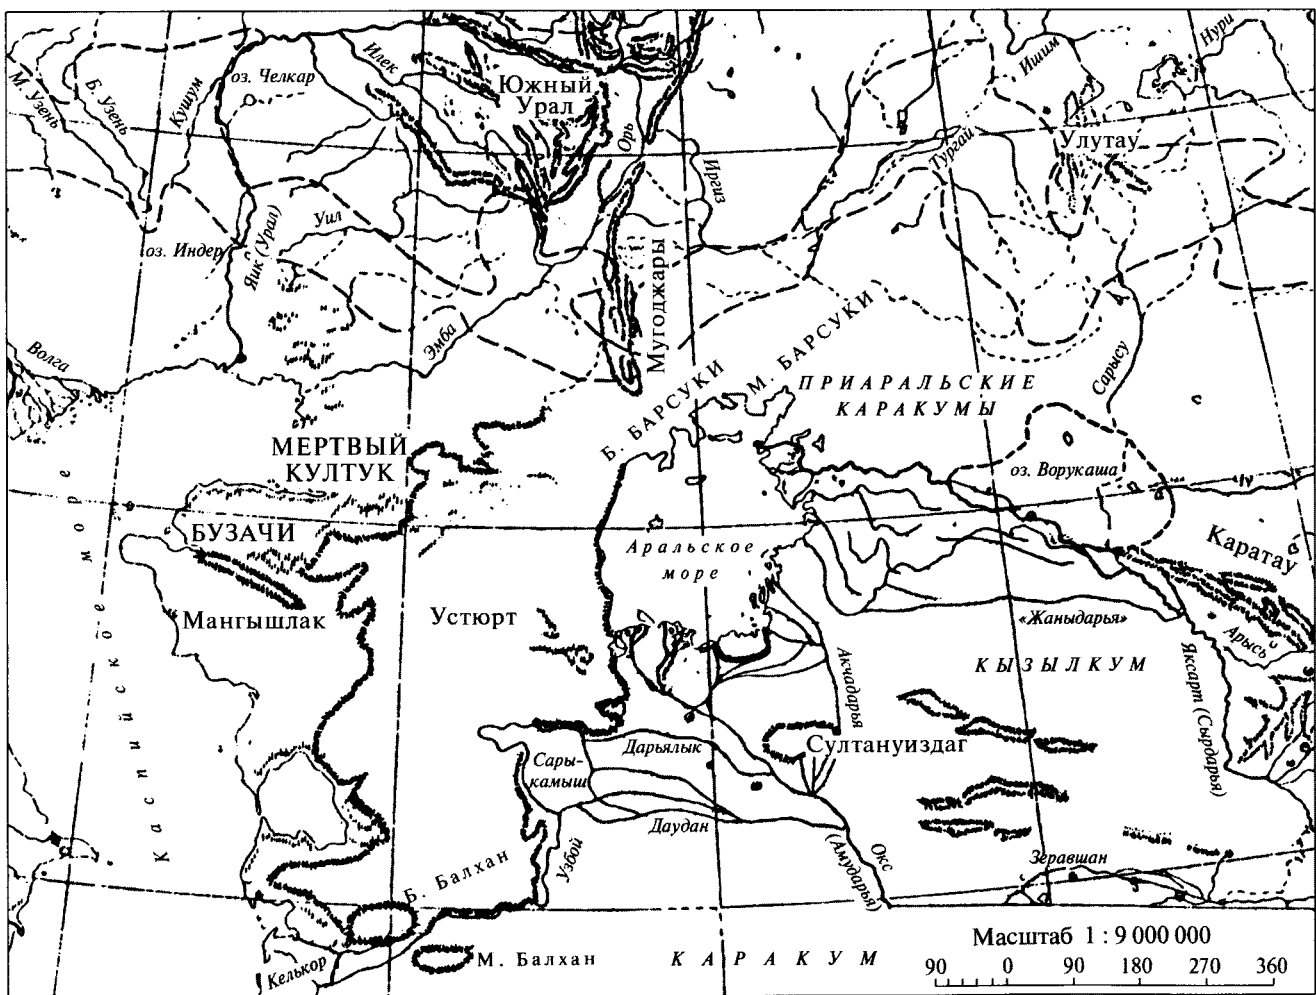 М. Узень
Б. Узень
Кушум
оз. Челкар
Илек
Южный
Урал
Орь
Иргиз
Тургай
Ишим
Нури
Улутау
оз. Индер
Яик (Урал)
Уил
Эмба
Мугоджары
Волга
Б. БАРСУКИ
М. БАРСУКИ
ПРИАРАЛЬСКИЕ
КАРАКУМЫ
Сарысу
МЕРТВЫЙ
КУЛТУК
оз. Ворукаша
БУЗАЧИ
Каспийское море
Аральское
море
Каратау
Мангышлак
Устюрт
«Жаныдарья»
Арысь
КЫЗЫЛКУМ
Акчадарья
Яксарт (Сырдарья)
Дарьялык
Султануиздаг
Сары-
камыш
Даудан
Узбой
Окс
(Амударья)
Зеравшан
Б. Балхан
М. Балхан
Келькор
КАРАКУМ
Масштаб 1 : 9 000 000
90 0 90 180 270 360